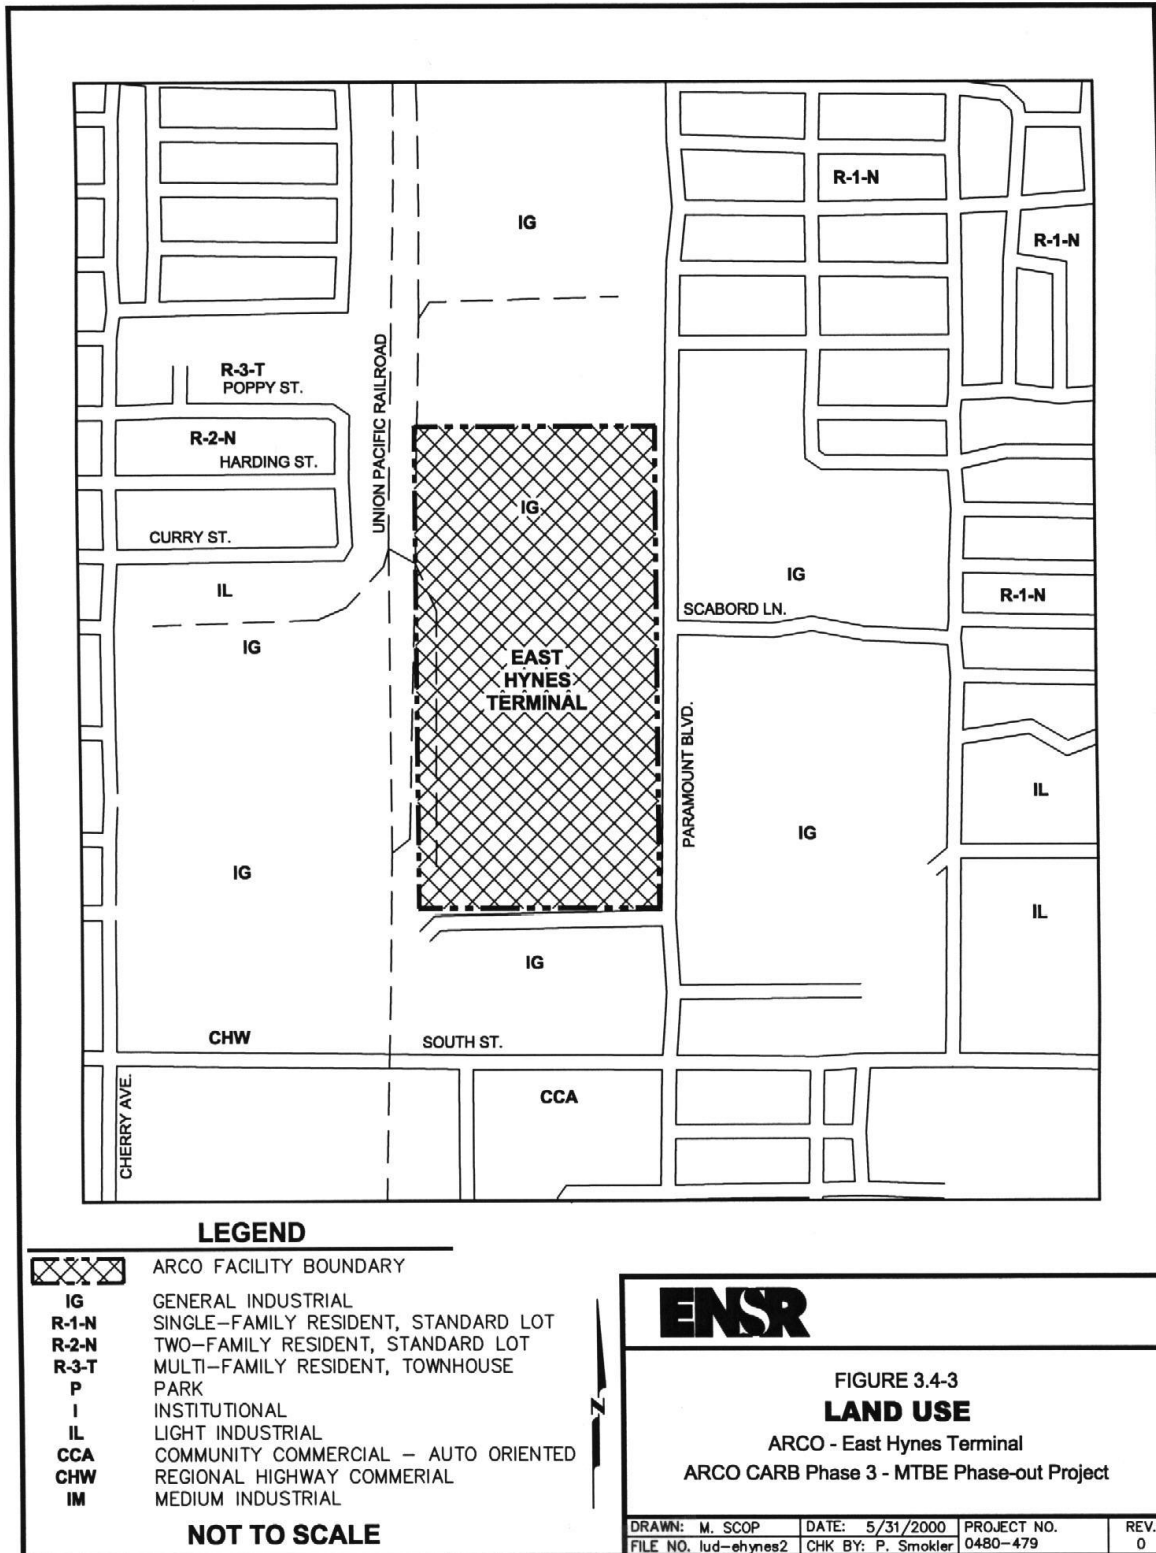 IG
R-1-N
R-1-N
UNION PACIFIC RAILROAD
R-3-T
POPPY ST.
R-2-N
HARDING ST.
IG
CURRY ST.
IL
IG
R-1-N
SCABORD LN.
IG
EAST
HYNES
TERMINAL
PARAMOUNT BLVD.
IL
IG
IG
IL
IG
CHW
SOUTH ST.
CHERRY AVE.
CCA
LEGEND
ARCO FACILITY BOUNDARY
IG GENERAL INDUSTRIAL
R-1-N SINGLE-FAMILY RESIDENT, STANDARD LOT
R-2-N TWO-FAMILY RESIDENT, STANDARD LOT
R-3-T MULTI-FAMILY RESIDENT, TOWNHOUSE
P PARK
I INSTITUTIONAL
IL LIGHT INDUSTRIAL
CCA COMMUNITY COMMERCIAL - AUTO ORIENTED
CHW REGIONAL HIGHWAY COMMERIAL
IM MEDIUM INDUSTRIAL
NOT TO SCALE
N
ENSR
FIGURE 3.4-3
LAND USE
ARCO - East Hynes Terminal
ARCO CARB Phase 3 - MTBE Phase-out Project
DRAWN: M. SCOP DATE: 5/31/2000 PROJECT NO. REV.
FILE NO. lud-ehynes2 CHK BY: P. Smokler 0480-479 0